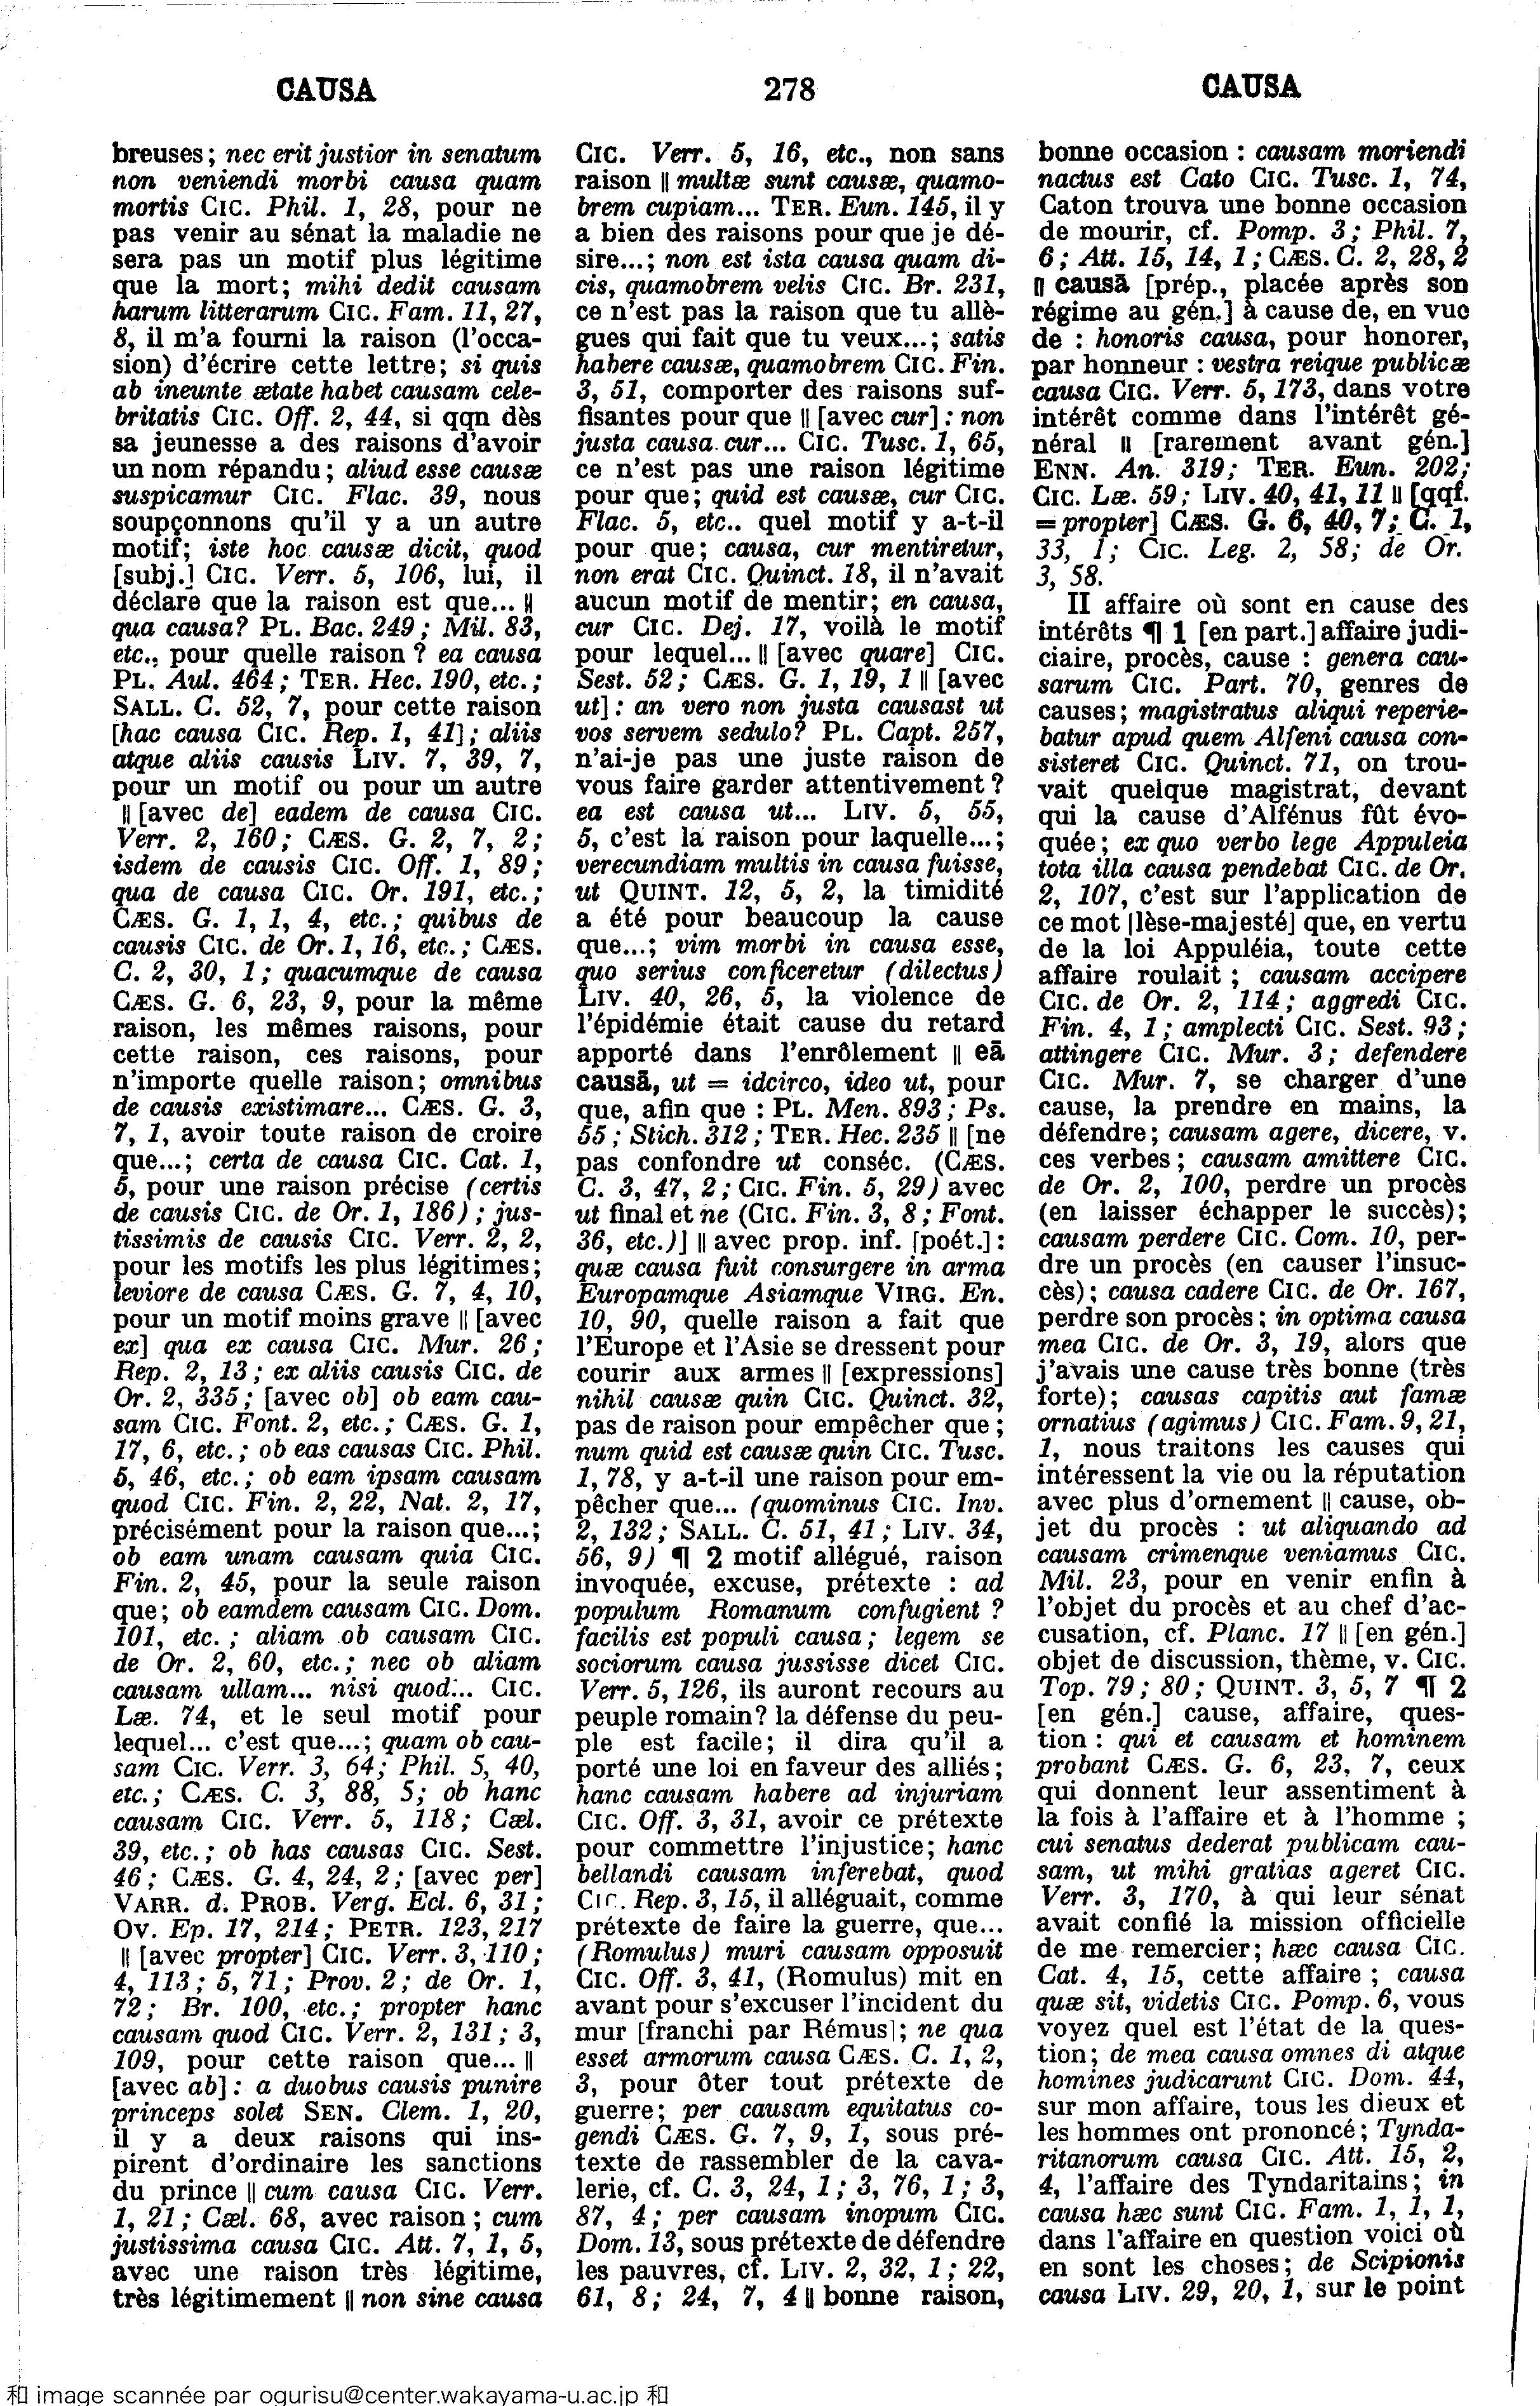 CAUSA
278
CAUSA
breuses; nec erit justior in senatum
non veniendi morbi causa quam
mortis CIC. Phil. 1, 28, pour ne
pas venir au sénat la maladie ne
sera pas un motif plus légitime
que la mort; mihi dedit causam
harum litterarum CIC. Fam. 11, 27,
8, il m'a fourni la raison (l'occa-
sion) d'écrire cette lettre; si quis
ab ineunte ætate habet causam cele-
britatis CIC. Off. 2, 44, si qqn dès
sa jeunesse a des raisons d'avoir
un nom répandu; aliud esse causæ
suspicamur CIC. Flac. 39, nous
soupçonnons qu'il y a un autre
motif; iste hoc causæ dicit, quod
[subj.] CIC. Verr. 5, 106, lui, il
déclare que la raison est que... ||
qua causa? PL. Bac. 249; Mil. 83,
etc., pour quelle raison ? ea causa
PL. Aul. 464; TER. Hec. 190, etc.;
SALL. C. 52, 7, pour cette raison
[hac causa CIC. Rep. 1, 41]; aliis
atque aliis causis LIV. 7, 39, 7,
pour un motif ou pour un autre
|| [avec de] eadem de causa CIC.
Verr. 2, 160; CÆS. G. 2, 7, 2;
isdem de causis CIC. Off. 1, 89;
qua de causa CIC. Or. 191, etc.;
CÆS. G. 1, 1, 4, etc.; quibus de
causis CIC. de Or. 1, 16, etc.; CÆS.
C. 2, 30, 1; quacumque de causa
CÆS. G. 6, 23, 9, pour la même
raison, les mêmes raisons, pour
cette raison, ces raisons, pour
n'importe quelle raison; omnibus
de causis existimare... CÆS. G. 3,
7, 1, avoir toute raison de croire
que...; certa de causa CIC. Cat. 1,
5, pour une raison précise (certis
de causis CIC. de Or. 1, 186); jus-
tissimis de causis CIC. Verr. 2, 2,
pour les motifs les plus légitimes;
leviore de causa CÆS. G. 7, 4, 10,
pour un motif moins grave || [avec
ex] qua ex causa CIC. Mur. 26;
Rep. 2, 13; ex aliis causis CIC. de
Or. 2, 335; [avec ob] ob eam cau-
sam CIC. Font. 2, etc.; CÆS. G. 1,
17, 6, etc.; ob eas causas CIC. Phil.
5, 46, etc.; ob eam ipsam causam
quod CIC. Fin. 2, 22, Nat. 2, 17,
précisément pour la raison que...;
ob eam unam causam quia CIC.
Fin. 2, 45, pour la seule raison
que; ob eamdem causam CIC. Dom.
101, etc. ; aliam ob causam CIC.
de Or. 2, 60, etc.; nec ob aliam
causam ullam... nisi quod... CIC.
Læ. 74, et le seul motif pour
lequel... c'est que...; quam ob cau-
sam CIC. Verr. 3, 64; Phil. 5, 40,
etc.; CÆS. C. 3, 88, 5; ob hanc
causam CIC. Verr. 5, 118; Cæl.
39, etc.; ob has causas CIC. Sest.
46; CÆS. G. 4, 24, 2; [avec per]
VARR. d. PROB. Verg. Ecl. 6, 31;
OV. Ep. 17, 214; PETR. 123, 217
|| [avec propter] CIC. Verr. 3, 110;
4, 113; 5, 71; Prov. 2; de Or. 1,
72; Br. 100, etc.; propter hanc
causam quod CIC. Verr. 2, 131; 3,
109, pour cette raison que... ||
[avec ab]: a duobus causis punire
princeps solet SEN. Clem. 1, 20,
il y a deux raisons qui ins-
pirent d'ordinaire les sanctions
du prince || cum causa CIC. Verr.
1, 21; Cæl. 68, avec raison; cum
justissima causa CIC. Att. 7, 1, 5,
avec une raison très légitime,
très légitimement || non sine causa
CIC. Verr. 5, 16, etc., non sans
raison || multæ sunt causæ, quamo-
brem cupiam... TER. Eun. 145, il y
a bien des raisons pour que je dé-
sire...; non est ista causa quam di-
cis, quamobrem velis CIC. Br. 231,
ce n'est pas la raison que tu allè-
gues qui fait que tu veux...; satis
habere causæ, quamobrem CIC. Fin.
3, 51, comporter des raisons suf-
fisantes pour que || [avec cur] : non
justa causa cur... CIC. Tusc. 1, 65,
ce n'est pas une raison légitime
pour que; quid est causæ, cur CIC.
Flac. 5, etc.. quel motif y a-t-il
pour que; causa, cur mentiretur,
non erat CIC. Quinct. 18, il n'avait
aucun motif de mentir; en causa,
cur CIC. Dej. 17, voilà le motif
pour lequel... || [avec quare] CIC.
Sest. 52; CÆS. G. 1, 19, 1 || [avec
ut]: an vero non justa causast ut
vos servem sedulo? PL. Capt. 257,
n'ai-je pas une juste raison de
vous faire garder attentivement ?
ea est causa ut... LIV. 5, 55,
5, c'est la raison pour laquelle...;
verecundiam multis in causa fuisse,
ut QUINT. 12, 5, 2, la timidité
a été pour beaucoup la cause
que...; vim morbi in causa esse,
quo serius conficeretur (dilectus)
LIV. 40, 26, 5, la violence de
l'épidémie était cause du retard
apporté dans l'enrôlement || eā
causā, ut = idcirco, ideo ut, pour
que, afin que : PL. Men. 893; Ps.
55; Stich. 312; TER. Hec. 235 || [ne
pas confondre ut conséc. (CÆS.
C. 3, 47, 2; CIC. Fin. 5, 29) avec
ut final et ne (CIC. Fin. 3, 8; Font.
36, etc.)] || avec prop. inf. [poét.]:
quæ causa fuit consurgere in arma
Europamque Asiamque VIRG. En.
10, 90, quelle raison a fait que
l'Europe et l'Asie se dressent pour
courir aux armes || [expressions]
nihil causæ quin CIC. Quinct. 32,
pas de raison pour empêcher que;
num quid est causæ quin CIC. Tusc.
1, 78, y a-t-il une raison pour em-
pêcher que... (quominus CIC. Inv.
2, 132; SALL. C. 51, 41; LIV. 34,
56, 9) ¶ 2 motif allégué, raison
invoquée, excuse, prétexte : ad
populum Romanum confugient ?
facilis est populi causa; legem se
sociorum causa jussisse dicet CIC.
Verr. 5, 126, ils auront recours au
peuple romain? la défense du peu-
ple est facile; il dira qu'il a
porté une loi en faveur des alliés;
hanc causam habere ad injuriam
CIC. Off. 3, 31, avoir ce prétexte
pour commettre l'injustice; hanc
bellandi causam inferebat, quod
CIC. Rep. 3, 15, il alléguait, comme
prétexte de faire la guerre, que...
(Romulus) muri causam opposuit
CIC. Off. 3, 41, (Romulus) mit en
avant pour s'excuser l'incident du
mur [franchi par Rémus]; ne qua
esset armorum causa CÆS. C. 1, 2,
3, pour ôter tout prétexte de
guerre; per causam equitatus co-
gendi CÆS. G. 7, 9, 1, sous pré-
texte de rassembler de la cava-
lerie, cf. C. 3, 24, 1; 3, 76, 1; 3,
87, 4; per causam inopum CIC.
Dom. 13, sous prétexte de défendre
les pauvres, cf. LIV. 2, 32, 1; 22,
61, 8; 24, 7, 4 || bonne raison,
bonne occasion : causam moriendi
nactus est Cato CIC. Tusc. 1, 74,
Caton trouva une bonne occasion
de mourir, cf. Pomp. 3; Phil. 7,
6; Att. 15, 14, 1; CÆS. C. 2, 28, 2
|| causā [prép., placée après son
régime au gén.] à cause de, en vue
de : honoris causa, pour honorer,
par honneur : vestra reique publicæ
causa CIC. Verr. 5, 173, dans votre
intérêt comme dans l'intérêt gé-
néral || [rarement avant gén.]
ENN. An. 319; TER. Eun. 202;
CIC. Læ. 59; LIV. 40, 41, 11 || [qqf.
= propter] CÆS. G. 6, 40, 7; C. 1,
33, 1; CIC. Leg. 2, 58; de Or.
3, 58.
II affaire où sont en cause des
intérêts ¶ 1 [en part.] affaire judi-
ciaire, procès, cause : genera cau-
sarum CIC. Part. 70, genres de
causes; magistratus aliqui reperie-
batur apud quem Alfeni causa con-
sisteret CIC. Quinct. 71, on trou-
vait quelque magistrat, devant
qui la cause d'Alfénus fût évo-
quée; ex quo verbo lege Appuleia
tota illa causa pendebat CIC. de Or.
2, 107, c'est sur l'application de
ce mot [lèse-majesté] que, en vertu
de la loi Appuléia, toute cette
affaire roulait ; causam accipere
CIC. de Or. 2, 114; aggredi CIC.
Fin. 4, 1; amplecti CIC. Sest. 93;
attingere CIC. Mur. 3; defendere
CIC. Mur. 7, se charger d'une
cause, la prendre en mains, la
défendre; causam agere, dicere, v.
ces verbes; causam amittere CIC.
de Or. 2, 100, perdre un procès
(en laisser échapper le succès);
causam perdere CIC. Com. 10, per-
dre un procès (en causer l'insuc-
cès); causa cadere CIC. de Or. 167,
perdre son procès; in optima causa
mea CIC. de Or. 3, 19, alors que
j'avais une cause très bonne (très
forte); causas capitis aut famæ
ornatius (agimus) CIC. Fam. 9, 21,
1, nous traitons les causes qui
intéressent la vie ou la réputation
avec plus d'ornement || cause, ob-
jet du procès : ut aliquando ad
causam crimenque veniamus CIC.
Mil. 23, pour en venir enfin à
l'objet du procès et au chef d'ac-
cusation, cf. Planc. 17 || [en gén.]
objet de discussion, thème, v. CIC.
Top. 79; 80; QUINT. 3, 5, 7 ¶ 2
[en gén.] cause, affaire, ques-
tion : qui et causam et hominem
probant CÆS. G. 6, 23, 7, ceux
qui donnent leur assentiment à
la fois à l'affaire et à l'homme ;
cui senatus dederat publicam cau-
sam, ut mihi gratias ageret CIC.
Verr. 3, 170, à qui leur sénat
avait confié la mission officielle
de me remercier; hæc causa CIC.
Cat. 4, 15, cette affaire ; causa
quæ sit, videtis CIC. Pomp. 6, vous
voyez quel est l'état de la ques-
tion; de mea causa omnes di atque
homines judicarunt CIC. Dom. 44,
sur mon affaire, tous les dieux et
les hommes ont prononcé; Tynda-
ritanorum causa CIC. Att. 15, 2,
4, l'affaire des Tyndaritains; in
causa hæc sunt CIC. Fam. 1, 1, 1,
dans l'affaire en question voici où
en sont les choses; de Scipionis
causa LIV. 29, 20, 1, sur le point
和 image scannée par ogurisu@center.wakayama-u.ac.jp 和